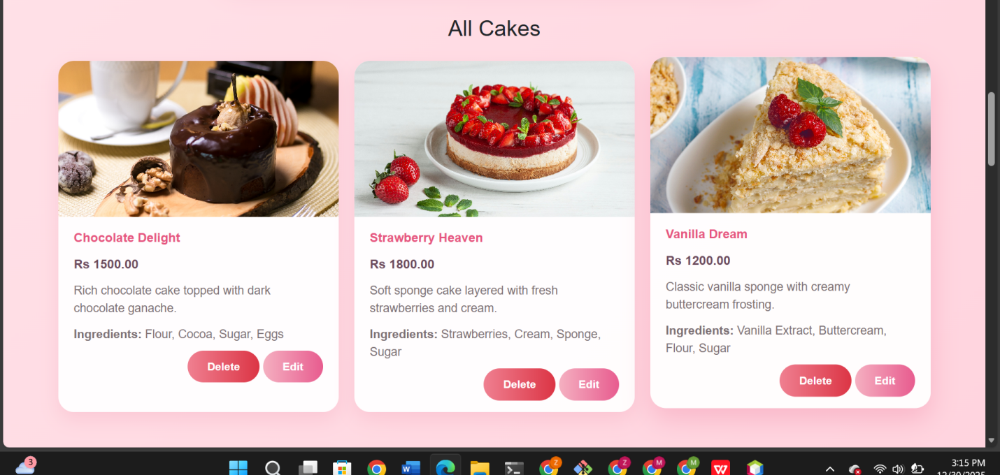 All Cakes
Chocolate Delight
Rs 1500.00
Rich chocolate cake topped with dark
chocolate ganache.
Ingredients: Flour, Cocoa, Sugar, Eggs
Delete
Edit
Strawberry Heaven
Rs 1800.00
Soft sponge cake layered with fresh
strawberries and cream.
Ingredients: Strawberries, Cream, Sponge,
Sugar
Delete
Edit
Vanilla Dream
Rs 1200.00
Classic vanilla sponge with creamy
buttercream frosting.
Ingredients: Vanilla Extract, Buttercream,
Flour, Sugar
Delete
Edit
3
W
Z
Z
M
M
W
3:15 PM
12/30/2025